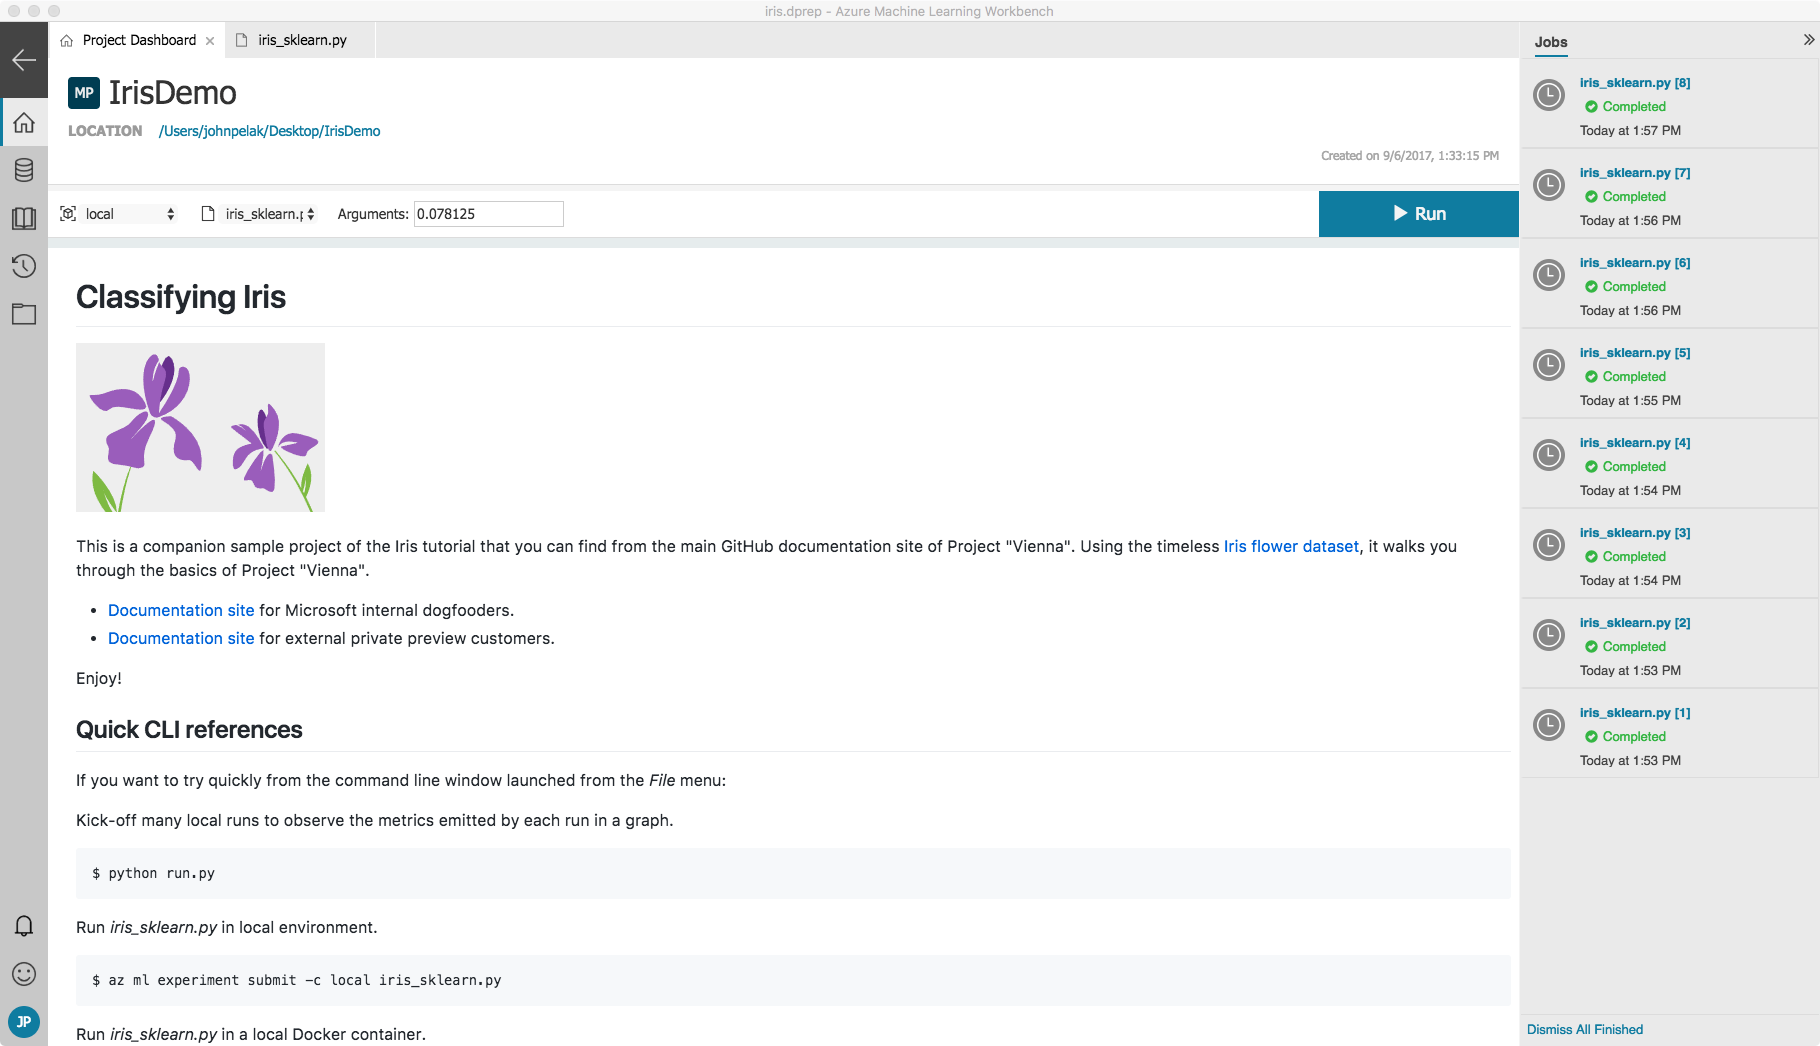 iris.dprep - Azure Machine Learning Workbench
Project Dashboard
iris_sklearn.py
MP IrisDemo
LOCATION /Users/johnpelak/Desktop/IrisDemo
Created on 9/6/2017, 1:33:15 PM
local
iris_sklearn.p
Arguments: 0.078125
Run
Classifying Iris
This is a companion sample project of the Iris tutorial that you can find from the main GitHub documentation site of Project "Vienna". Using the timeless Iris flower dataset, it walks you
through the basics of Project "Vienna".
• Documentation site for Microsoft internal dogfooders.
• Documentation site for external private preview customers.
Enjoy!
Quick CLI references
If you want to try quickly from the command line window launched from the File menu:
Kick-off many local runs to observe the metrics emitted by each run in a graph.
$ python run.py
Run iris_sklearn.py in local environment.
$ az ml experiment submit -c local iris_sklearn.py
Run iris_sklearn.py in a local Docker container.
JP
Jobs
iris_sklearn.py [8]
Completed
Today at 1:57 PM
iris_sklearn.py [7]
Completed
Today at 1:56 PM
iris_sklearn.py [6]
Completed
Today at 1:56 PM
iris_sklearn.py [5]
Completed
Today at 1:55 PM
iris_sklearn.py [4]
Completed
Today at 1:54 PM
iris_sklearn.py [3]
Completed
Today at 1:54 PM
iris_sklearn.py [2]
Completed
Today at 1:53 PM
iris_sklearn.py [1]
Completed
Today at 1:53 PM
Dismiss All Finished